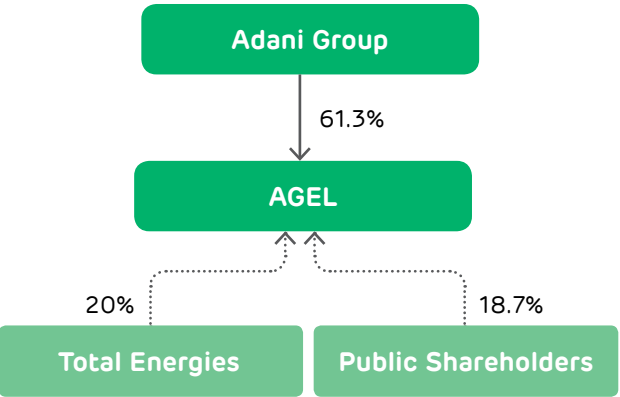 Adani Group
61.3%
AGEL
20%
18.7%
Total Energies
Public Shareholders